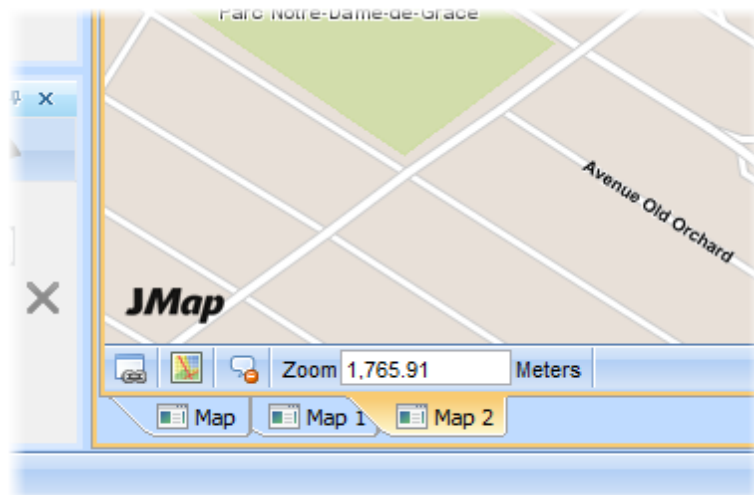 Parc Notre-Dame-de-Grace
Avenue Old Orchard
JMap
Zoom 1,765.91 Meters
Map Map 1 Map 2